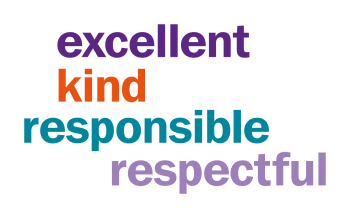 excellent
kind
responsible
respectful